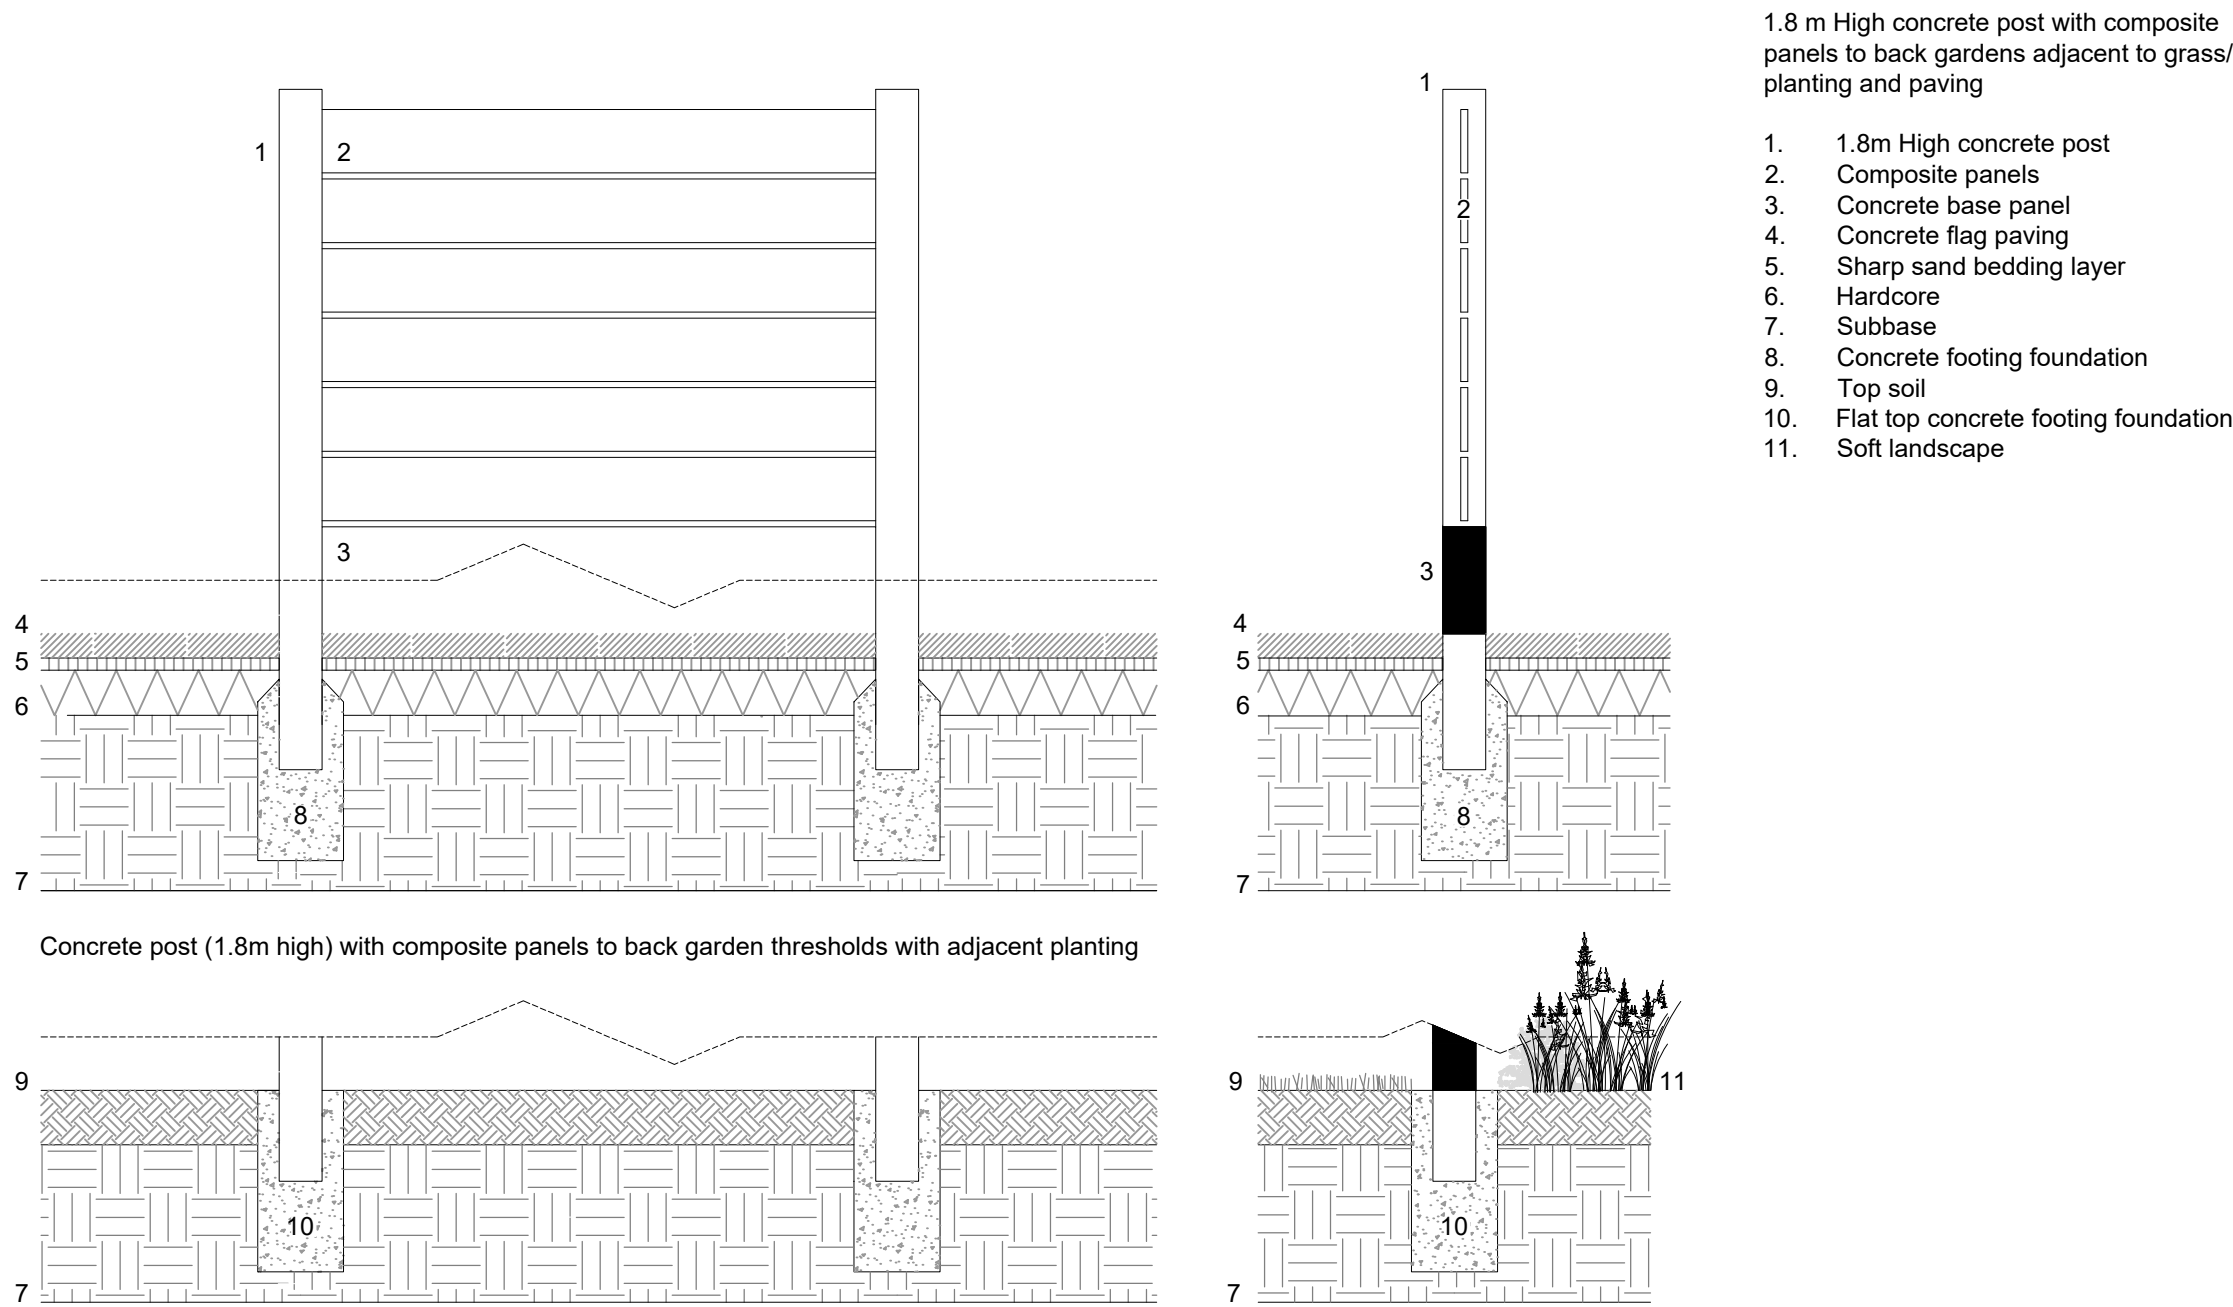 1.8 m High concrete post with composite
panels to back gardens adjacent to grass/
planting and paving
1. 1.8m High concrete post
2. Composite panels
3. Concrete base panel
4. Concrete flag paving
5. Sharp sand bedding layer
6. Hardcore
7. Subbase
8. Concrete footing foundation
9. Top soil
10. Flat top concrete footing foundation
11. Soft landscape
1
2
3
4
5
6
8
7
1
2
3
4
5
6
8
7
Concrete post (1.8m high) with composite panels to back garden thresholds with adjacent planting
9
10
7
9
11
10
7